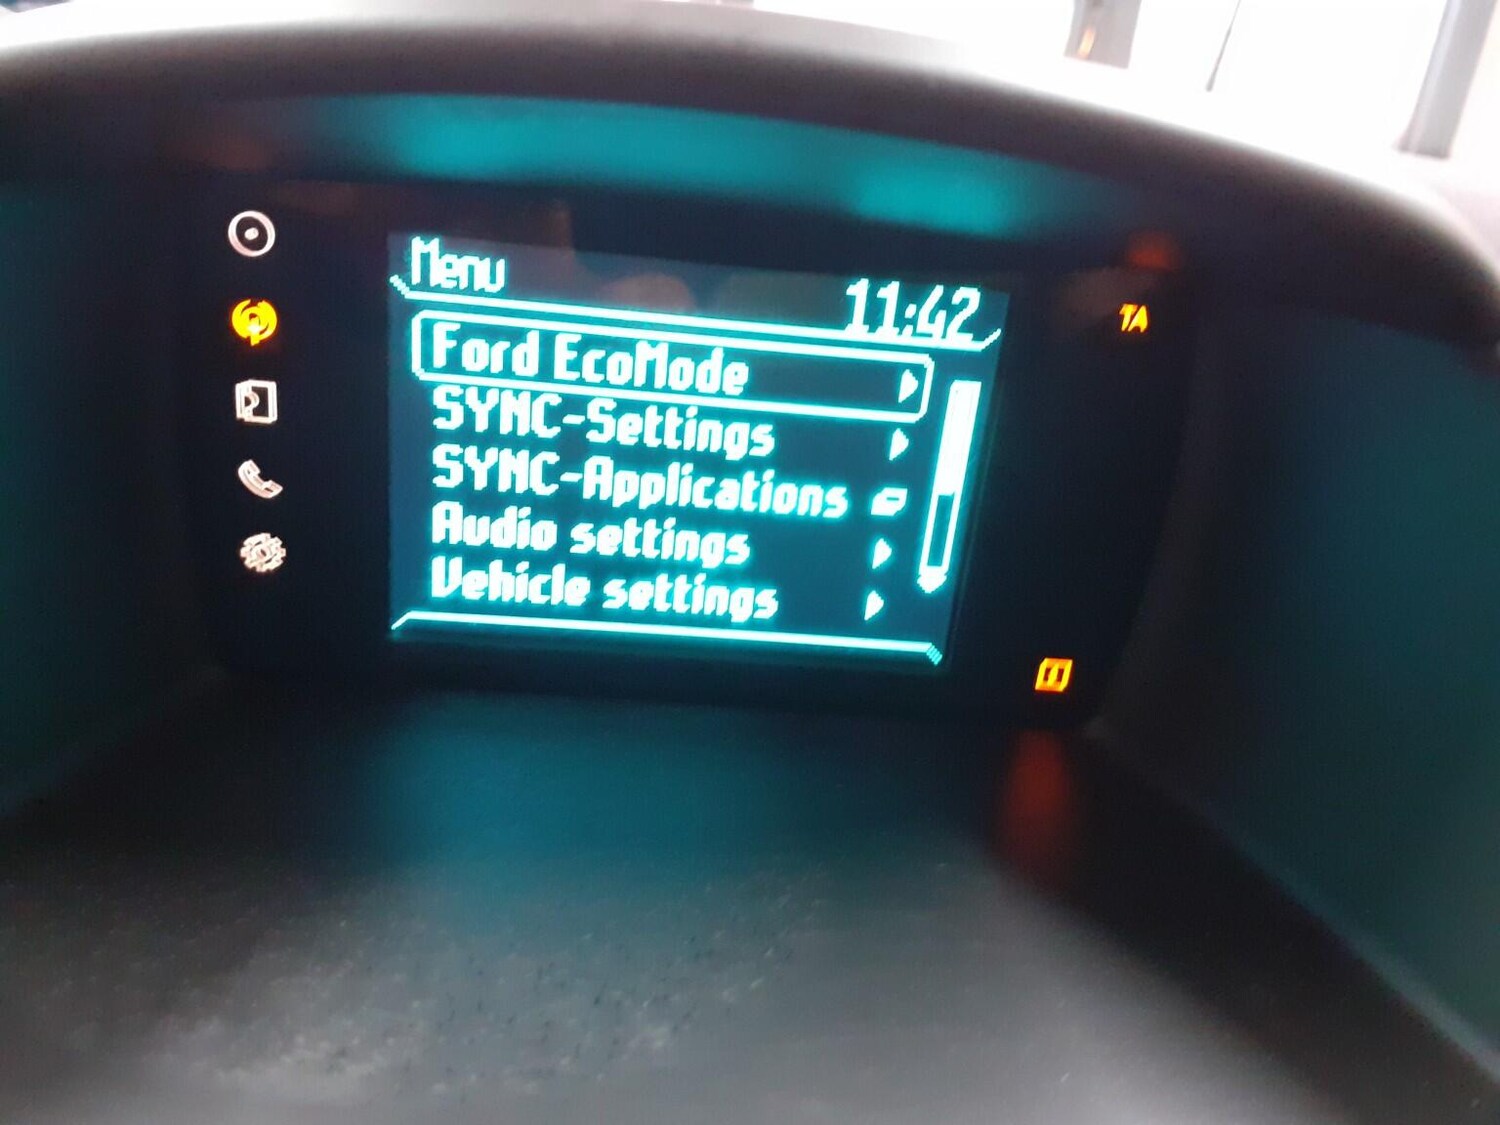 Menu
11:42
TA
Ford EcoMode
SYNC-Settings
SYNC-Applications
Audio settings
Vehicle settings